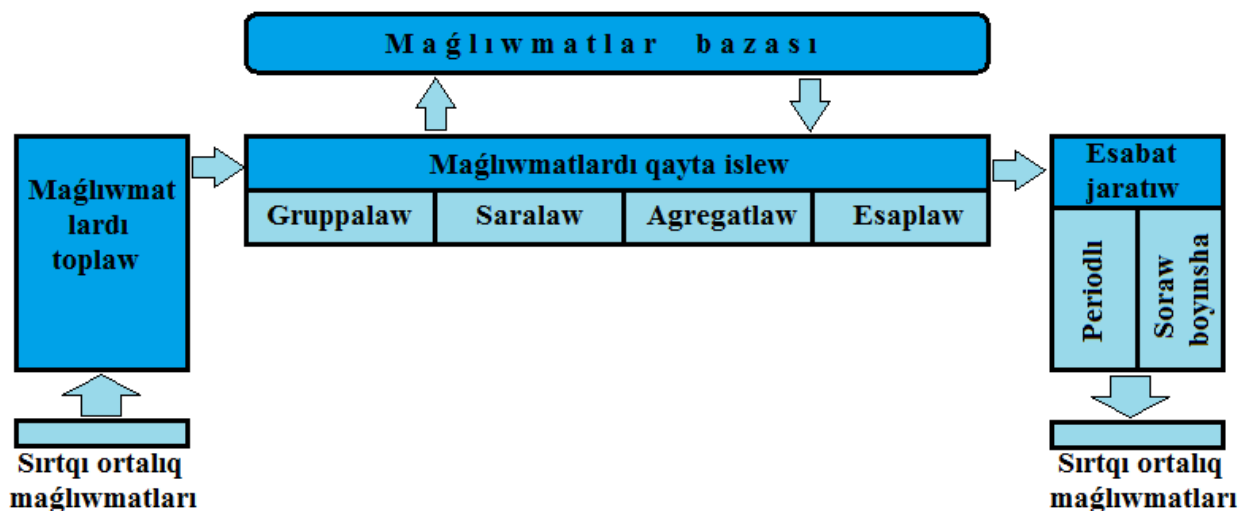 Maǵlıwmatlar bazası
Maǵlıwmat
lardı
toplaw
Maǵlıwmatlardı qayta islew
Gruppalaw
Saralaw
Agregatlaw
Esaplaw
Esabat
jaratıw
Periodlı
Soraw
boyınsha
Sırtqı ortalıq
maǵlıwmatları
Sırtqı ortalıq
maǵlıwmatları